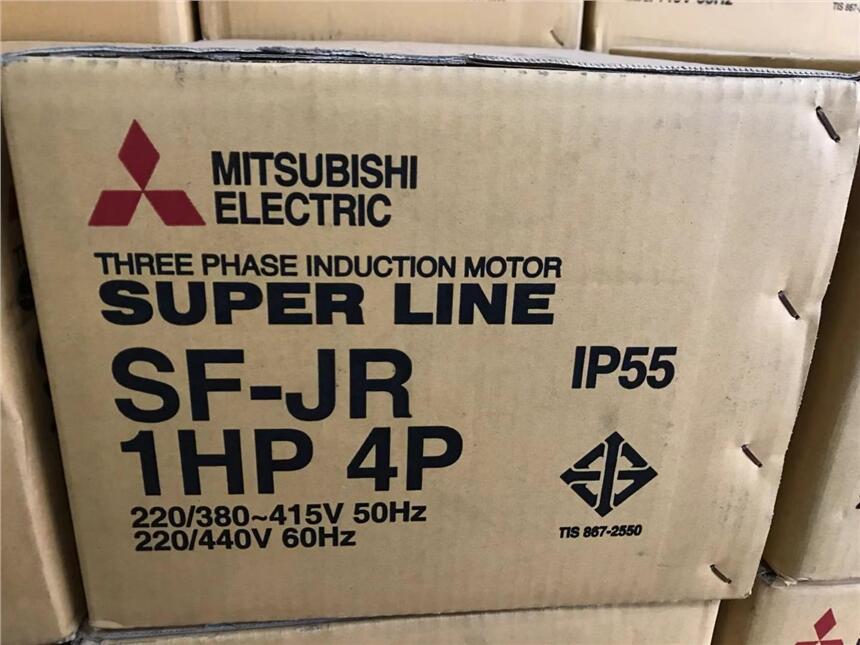 MITSUBISHI
ELECTRIC
THREE PHASE INDUCTION MOTOR
SUPER LINE
SF-JR
IP55
1HP 4P
220/380~415V 50Hz
220/440V 60Hz
TIS 867-2550